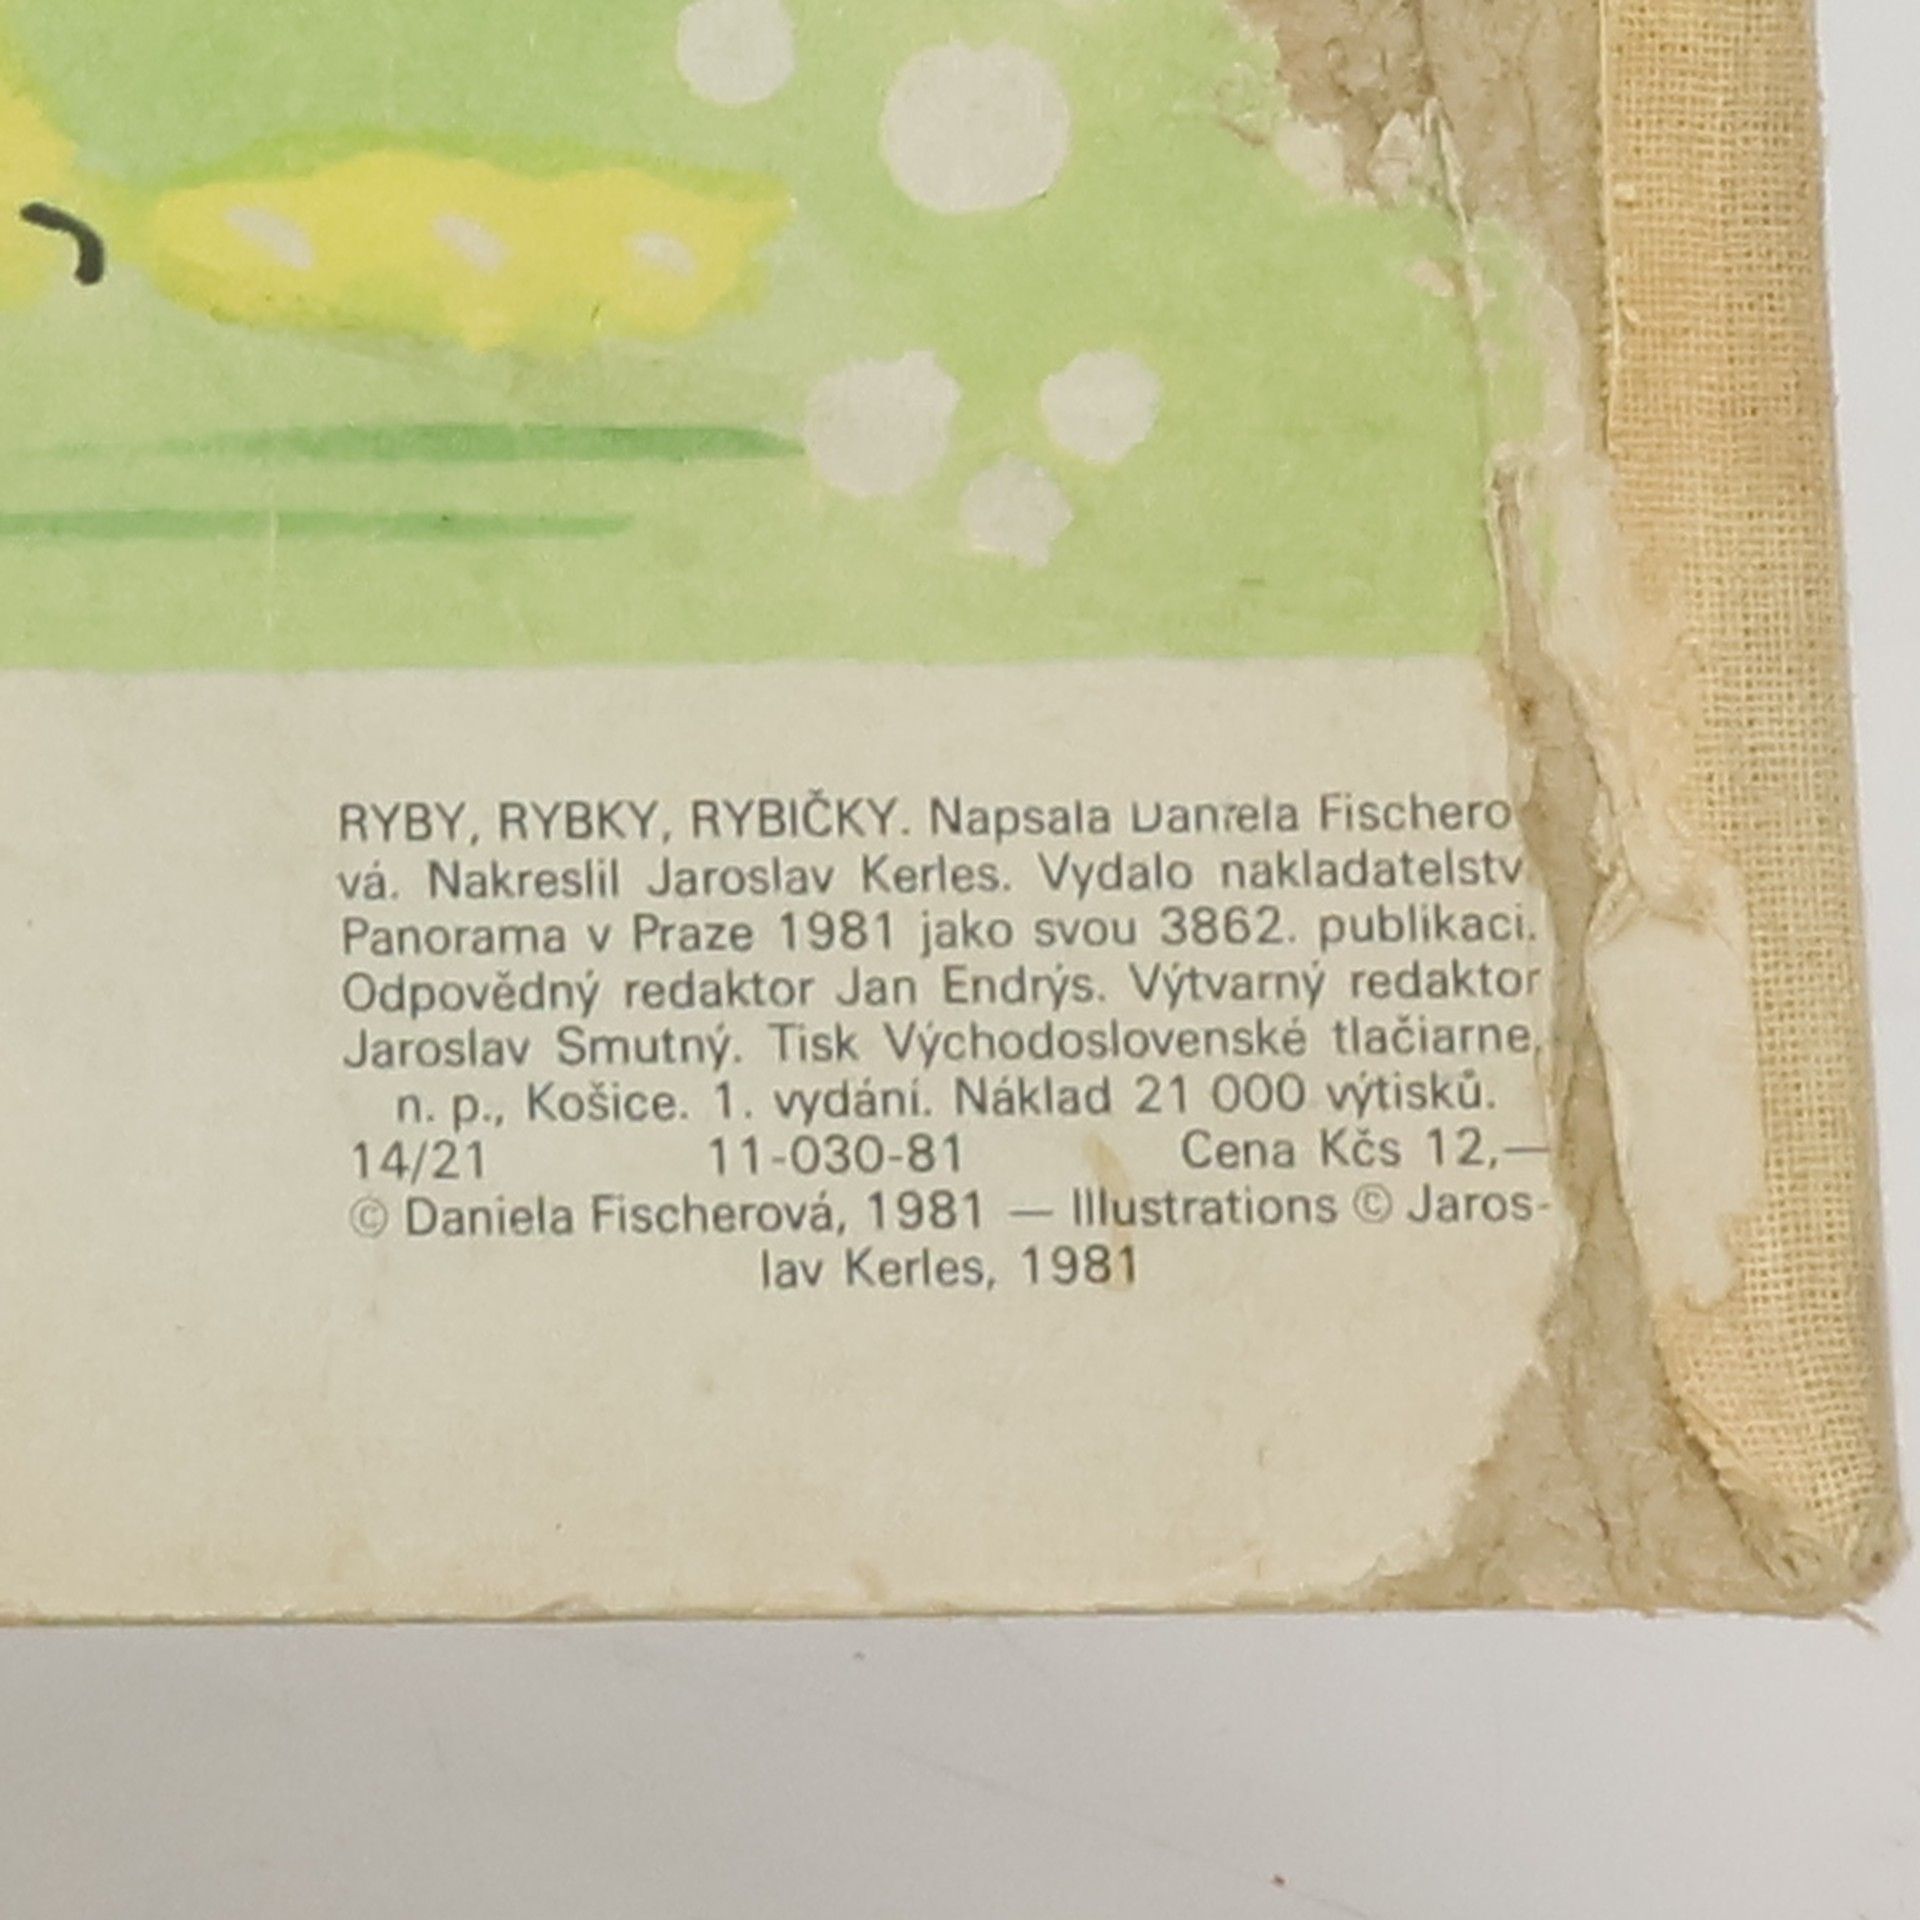 RYBY, RYBKY, RYBIČKY. Napsala Daniela Fischero
vá. Nakreslil Jaroslav Kerles. Vydalo nakladatelstv
Panorama v Praze 1981 jako svou 3862. publikaci.
Odpovědný redaktor Jan Endrýs. Výtvarný redaktor
Jaroslav Smutný. Tisk Východoslovenské tlačiarne,
n. p., Košice. 1. vydání. Náklad 21 000 výtisků.
14/21 11-030-81 Cena Kčs 12,—
© Daniela Fischerová, 1981 — Illustrations © Jaros-
lav Kerles, 1981